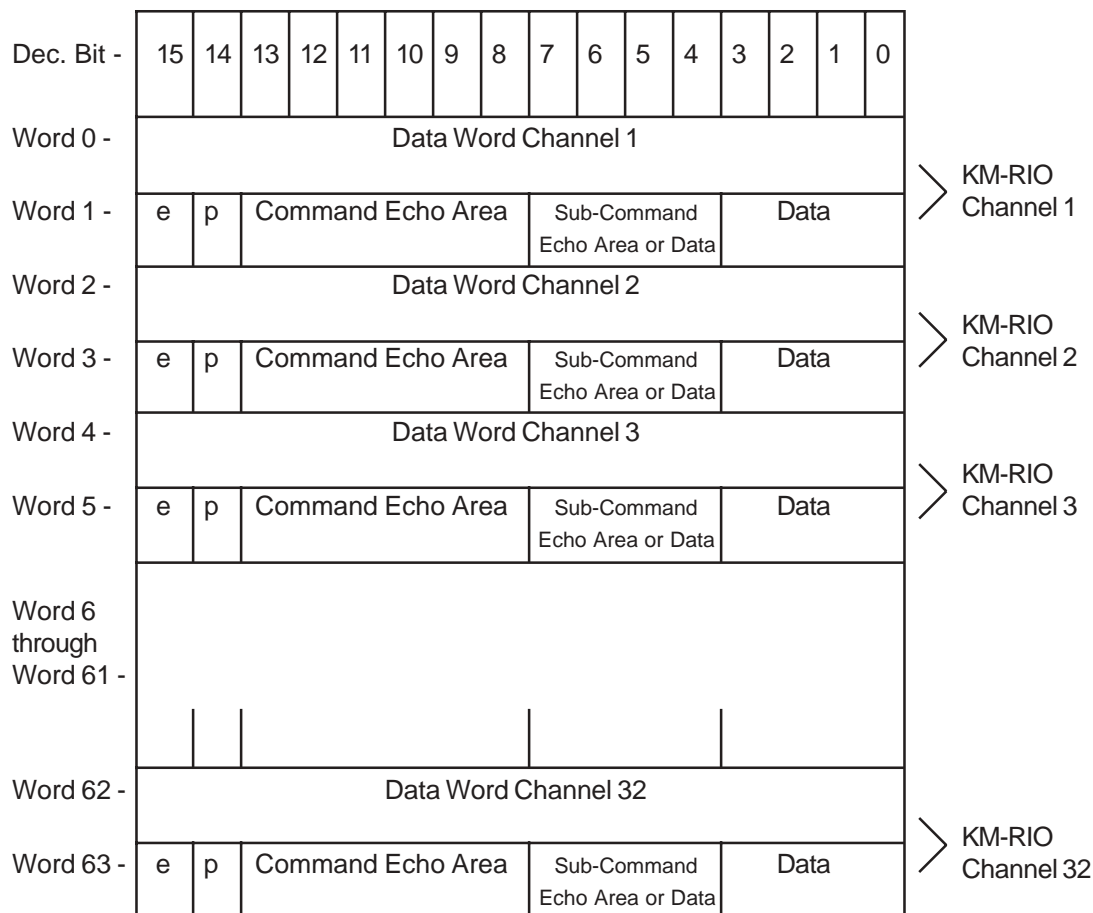 Dec. Bit - 15 14 13 12 11 10 9 8 7 6 5 4 3 2 1 0
Word 0 - Data Word Channel 1
KM-RIO
Channel 1
Word 1 - e p Command Echo Area Sub-Command Data
Echo Area or Data
Word 2 - Data Word Channel 2
KM-RIO
Channel 2
Word 3 - e p Command Echo Area Sub-Command Data
Echo Area or Data
Word 4 - Data Word Channel 3
KM-RIO
Channel 3
Word 5 - e p Command Echo Area Sub-Command Data
Echo Area or Data
Word 6
through
Word 61 -
Word 62 - Data Word Channel 32
KM-RIO
Channel 32
Word 63 - e p Command Echo Area Sub-Command Data
Echo Area or Data